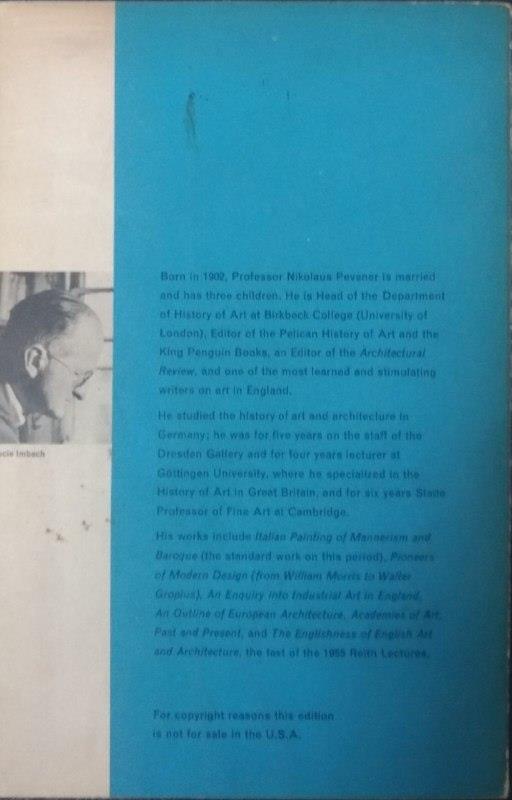 Born in 1902, Professor Nikolaus Pevsner is married
and has three children. He is Head of the Department
of History of Art at Birkbeck College (University of
London), Editor of the Pelican History of Art and the
King Penguin Books, an Editor of the Architectural
Review, and one of the most learned and stimulating
writers on art in England.
He studied the history of art and architecture in
Germany; he was for five years on the staff of the
Dresden Gallery and for four years lecturer at
Göttingen University, where he specialized in the
History of Art in Great Britain, and for six years Slade
Professor of Fine Art at Cambridge.
His works include Italian Painting of Mannerism and
Baroque (the standard work on this period), Pioneers
of Modern Design (from William Morris to Walter
Gropius), An Enquiry into Industrial Art in England,
An Outline of European Architecture, Academies of Art,
Past and Present, and The Englishness of English Art
and Architecture, the text of the 1955 Reith Lectures.
cie Imbach
For copyright reasons this edition
is not for sale in the U.S.A.